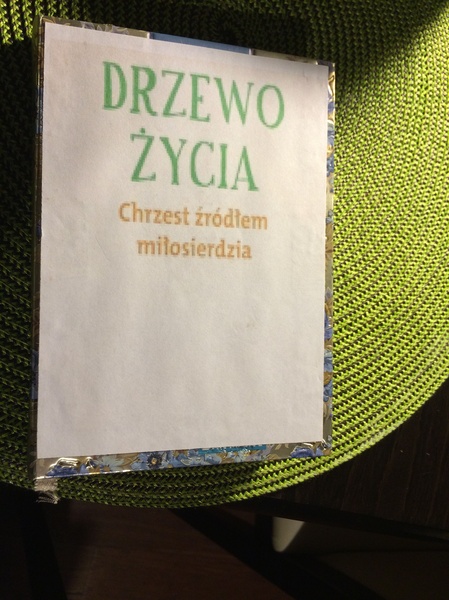 DRZEWO
ŻYCIA
Chrzest źródłem
miłosierdzia